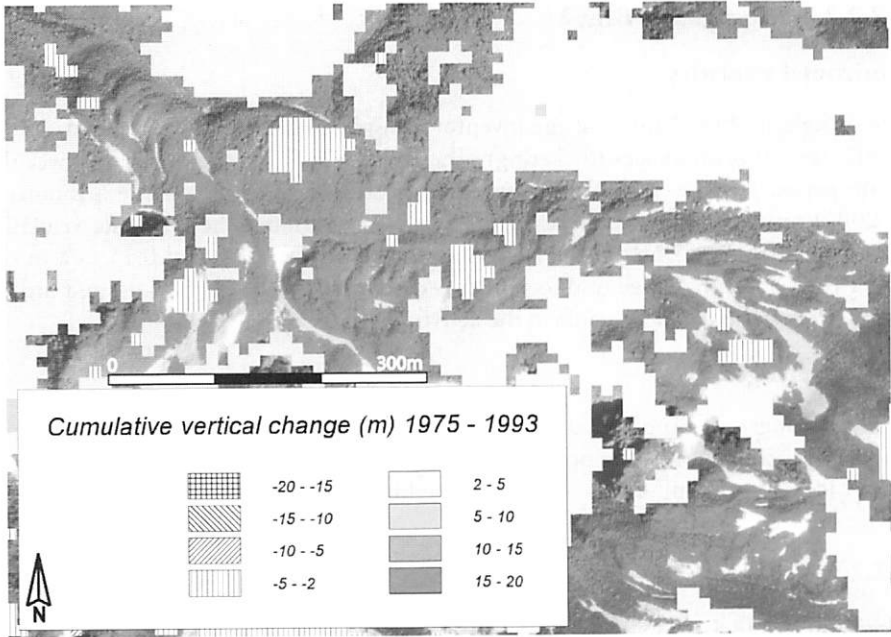 0 300m
Cumulative vertical change (m) 1975 - 1993
-20 - -15 2 - 5
-15 - -10 5 - 10
-10 - -5 10 - 15
-5 - -2 15 - 20
N